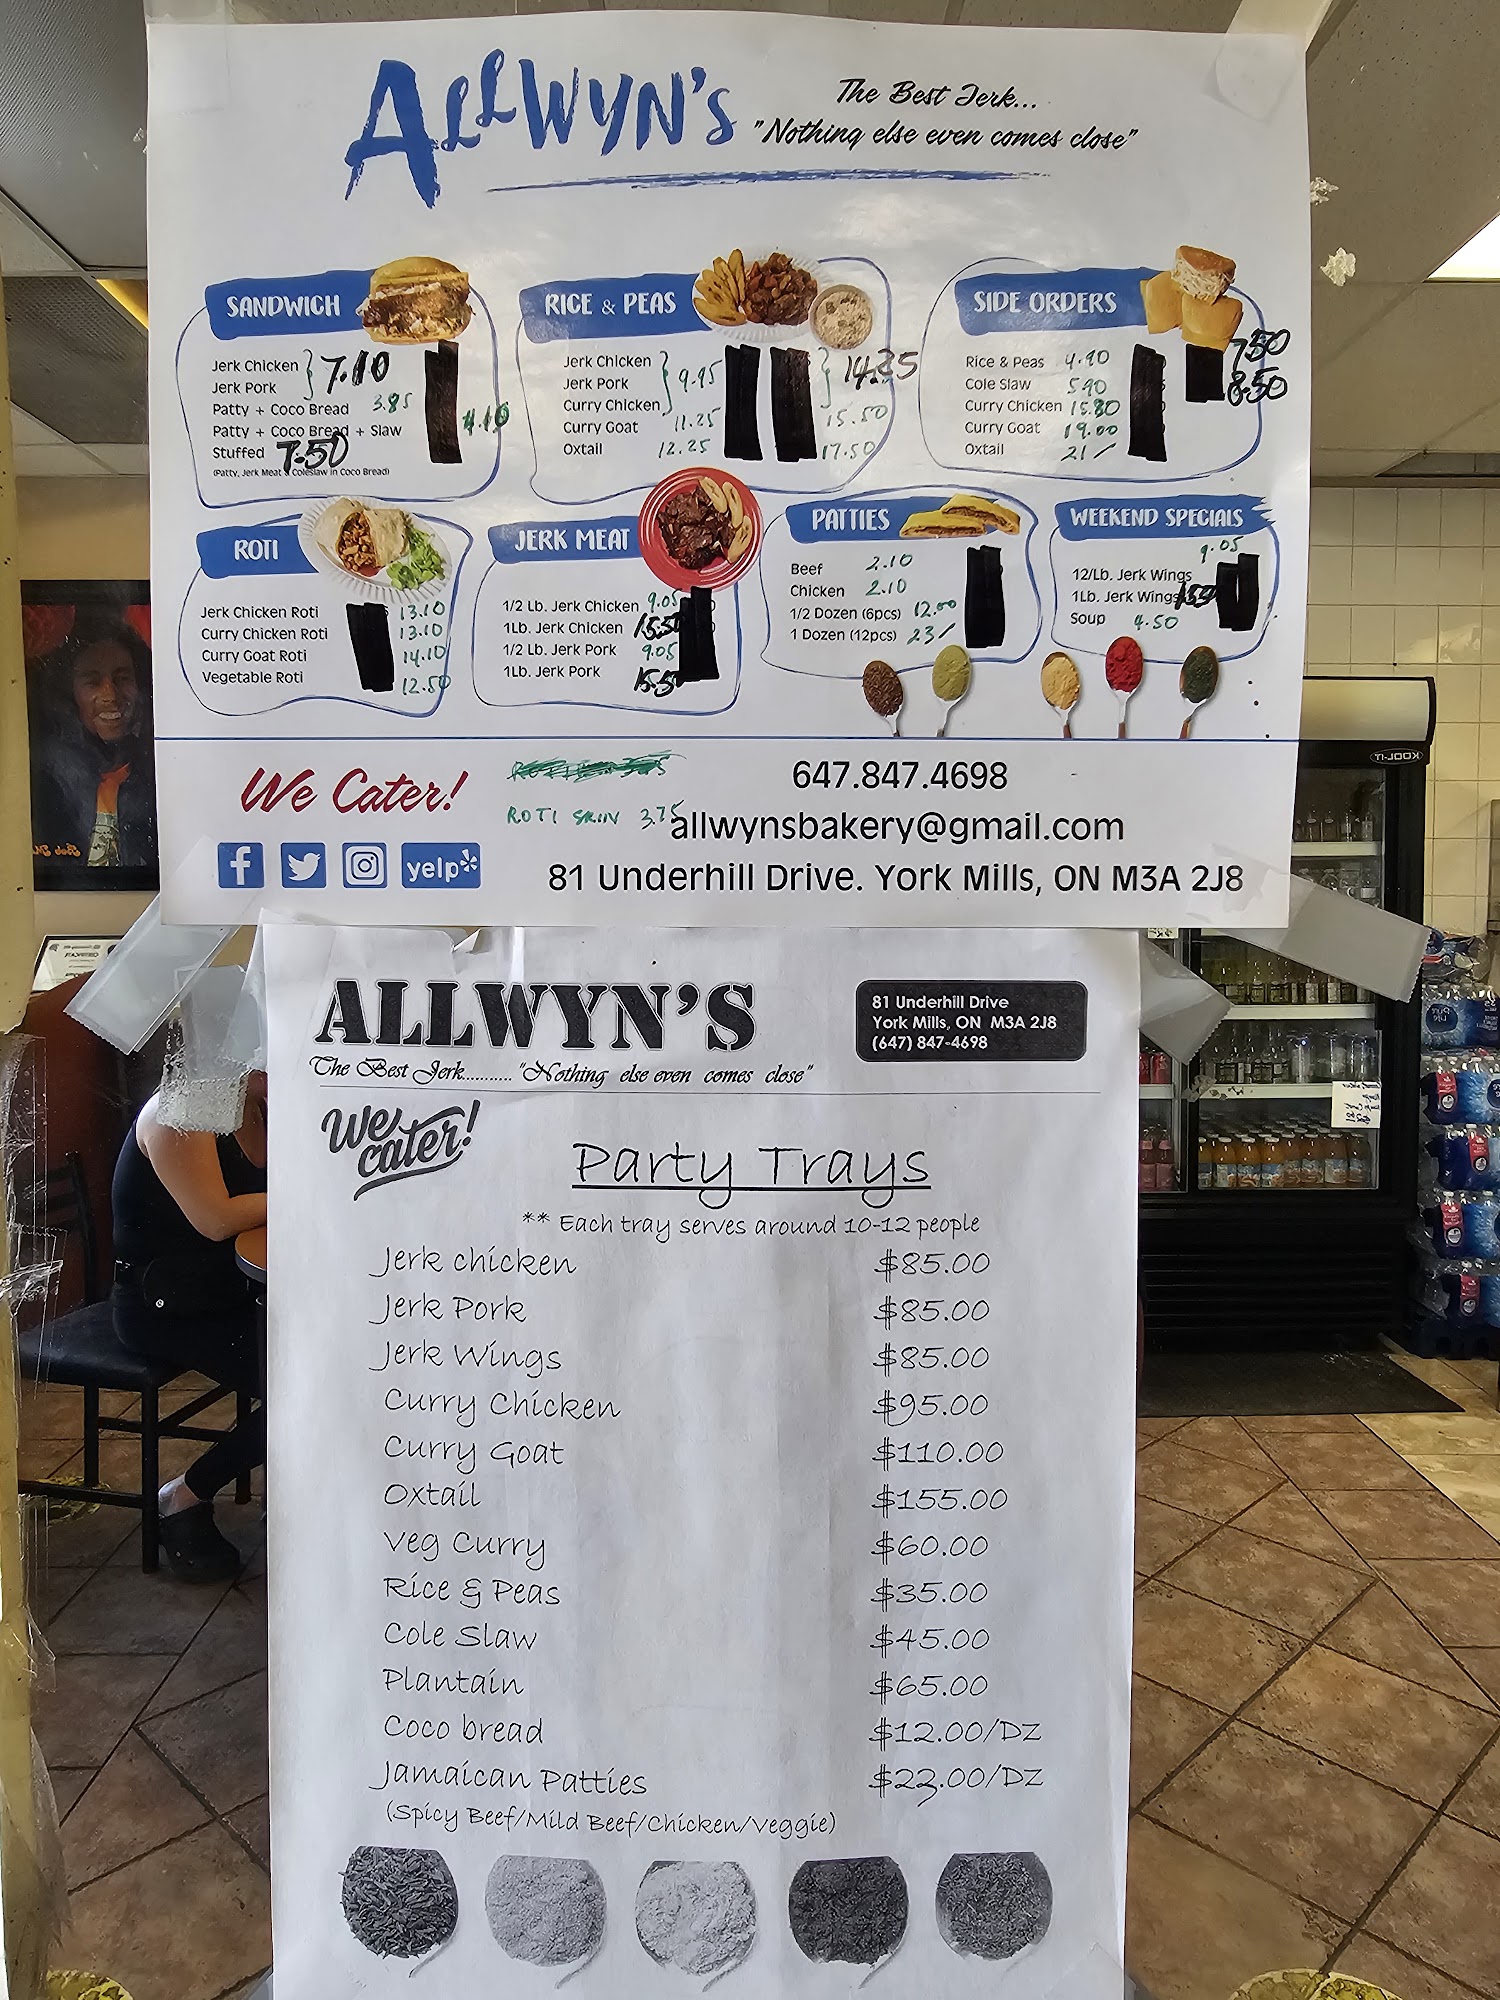 ALLWYN'S
The Best Jerk...
"Nothing else even comes close"
SANDWICH
Jerk Chicken } 7.10
Jerk Pork
Patty + Coco Bread 3.85
Patty + Coco Bread + Slaw 4.10
Stuffed 7.50
(Patty, Jerk Meat & Coleslaw in Coco Bread)
RICE & PEAS
Jerk Chicken } 9.95 } 14.25
Jerk Pork
Curry Chicken
Curry Goat 11.25 15.50
Oxtail 12.25 17.50
SIDE ORDERS
Rice & Peas 4.90 7.50
Cole Slaw 5.90 8.50
Curry Chicken 15.80
Curry Goat 19.00
Oxtail 21/
ROTI
Jerk Chicken Roti 13.10
Curry Chicken Roti 13.10
Curry Goat Roti 14.10
Vegetable Roti 12.50
JERK MEAT
1/2 Lb. Jerk Chicken 9.05
1Lb. Jerk Chicken 15.50
1/2 Lb. Jerk Pork 9.05
1Lb. Jerk Pork 15.50
PATTIES
Beef 2.10
Chicken 2.10
1/2 Dozen (6pcs) 12.00
1 Dozen (12pcs) 23/
WEEKEND SPECIALS
9.05
12/Lb. Jerk Wings
1Lb. Jerk Wings
Soup 4.50
We Cater!
ROTI SKIN 3.75
yelp
647.847.4698
allwynsbakery@gmail.com
81 Underhill Drive. York Mills, ON M3A 2J8
ALLWYN'S
The Best Jerk.......... "Nothing else even comes close"
81 Underhill Drive
York Mills, ON M3A 2J8
(647) 847-4698
We cater!
Party Trays
** Each tray serves around 10-12 people
Jerk chicken $85.00
Jerk Pork $85.00
Jerk Wings $85.00
Curry Chicken $95.00
Curry Goat $110.00
Oxtail $155.00
Veg Curry $60.00
Rice & Peas $35.00
Cole Slaw $45.00
Plantain $65.00
Coco bread $12.00/DZ
Jamaican Patties $23.00/DZ
(Spicy Beef/Mild Beef/Chicken/Veggie)
KOOL-IT